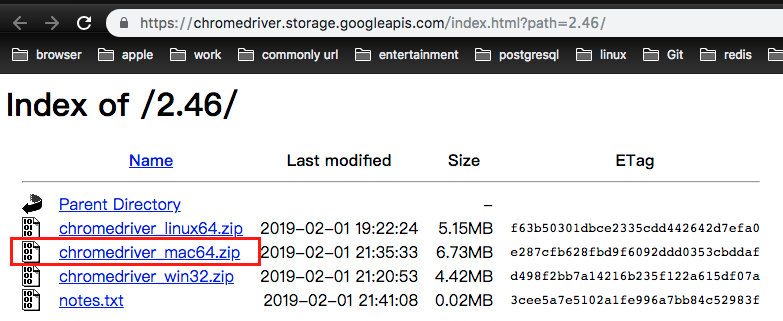 https://chromedriver.storage.googleapis.com/index.html?path=2.46/
browser apple work commonly url entertainment postgresql linux Git redis
Index of /2.46/
Name Last modified Size ETag
Parent Directory –
chromedriver_linux64.zip 2019-02-01 19:22:24 5.15MB f63b50301dbce2335cdd442642d7efa0
chromedriver_mac64.zip 2019-02-01 21:35:33 6.73MB e287cfb628fbd9f6092ddd0353cbddaf
chromedriver_win32.zip 2019-02-01 21:20:53 4.42MB d498f2bb7a14216b235f122a615df07a
notes.txt 2019-02-01 21:41:08 0.02MB 3cee5a7e5102a1fe996a7bb84c52983f